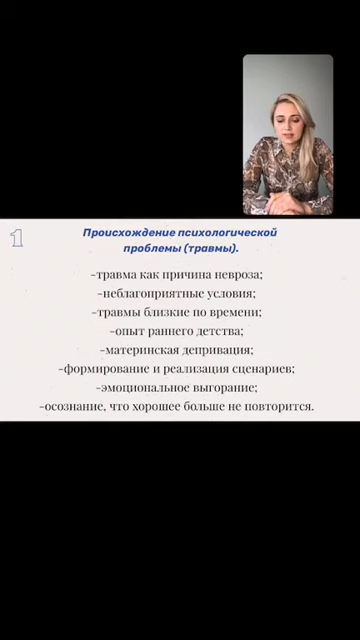 1
Происхождение психологической
проблемы (травмы).
-травма как причина невроза;
-неблагоприятные условия;
-травмы близкие по времени;
-опыт раннего детства;
-материнская депривация;
-формирование и реализация сценариев;
-эмоциональное выгорание;
-осознание, что хорошее больше не повторится.